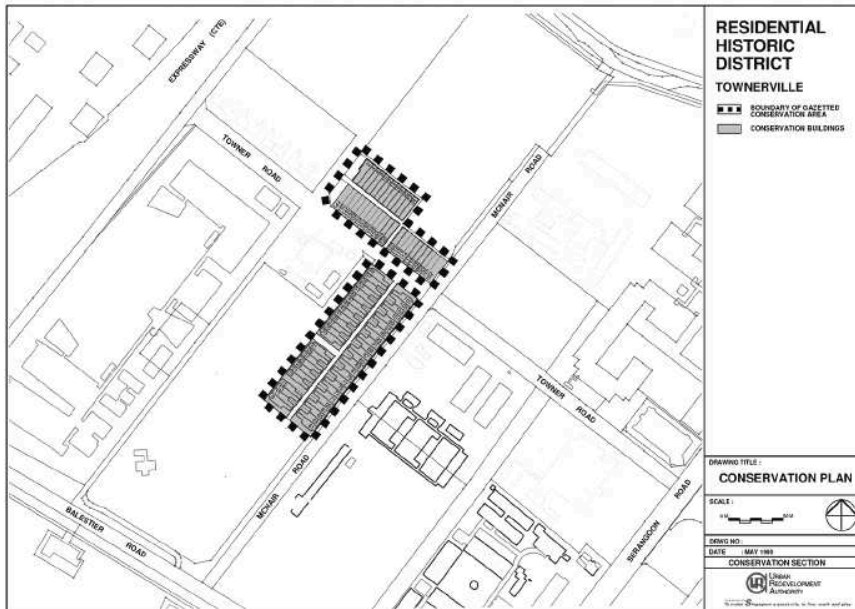 RESIDENTIAL
HISTORIC
DISTRICT
TOWNERVILLE
BOUNDARY OF GAZETTED
CONSERVATION AREA
CONSERVATION BUILDINGS
EXPRESSWAY (CTE)
TOWNER
ROAD
MCNAIR ROAD
TOWNER ROAD
MCNAIR ROAD
BALESTIER ROAD
SERANGOON ROAD
DRAWING TITLE :
CONSERVATION PLAN
SCALE :
DRWG NO :
DATE : MAY
CONSERVATION SECTION
URBAN
REDEVELOPMENT
AUTHORITY